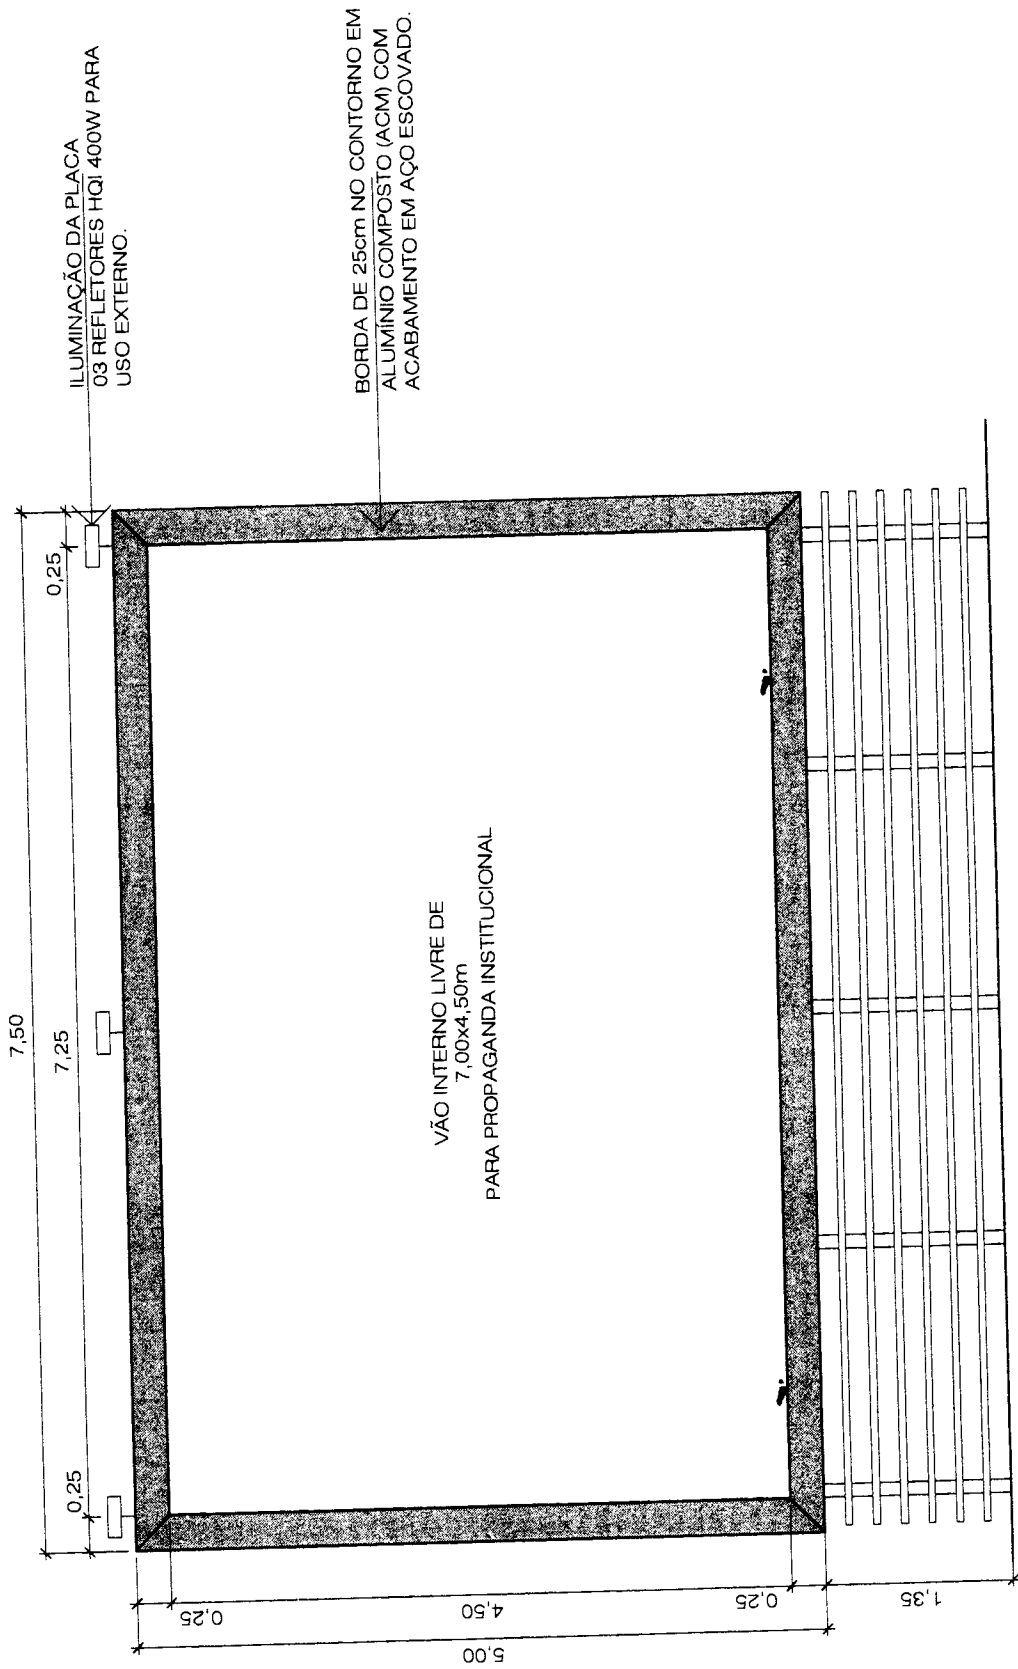 ILUMINAÇÃO DA PLACA
03 REFLETORES HQI 400W PARA
USO EXTERNO.
BORDA DE 25cm NO CONTORNO EM
ALUMÍNIO COMPOSTO (ACM) COM
ACABAMENTO EM AÇO ESCOVADO.
7,50
0,25
7,25
0,25
VÃO INTERNO LIVRE DE
7,00x4,50m
PARA PROPAGANDA INSTITUCIONAL
0,25
4,50
0,25
5,00
1,35